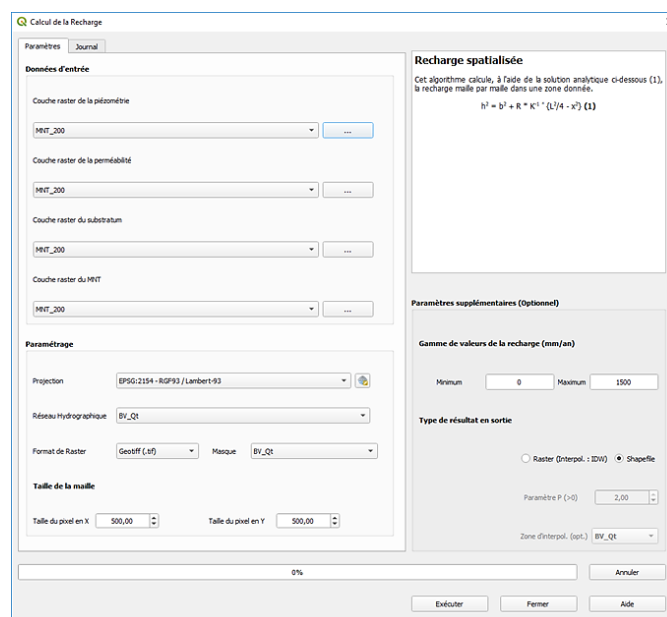 Calcul de la Recharge
Paramètres
Journal
Données d'entrée
Couche raster de la piézométrie
MNT_200
...
Couche raster de la perméabilité
MNT_200
...
Couche raster du substratum
MNT_200
...
Couche raster du MNT
MNT_200
...
Paramétrage
Projection
EPSG:2154 - RGF93 / Lambert-93
Réseau Hydrographique
BV_Qt
Format de Raster
Geotiff (.tif)
Masque
BV_Qt
Taille de la maille
Taille du pixel en X
500,00
Taille du pixel en Y
500,00
Recharge spatialisée
Cet algorithme calcule, à l'aide de la solution analytique ci-dessous (1),
la recharge maille par maille dans une zone donnée.
h² = b² + R * K⁻¹ * (L²/4 - x²) (1)
Paramètres supplémentaires (Optionnel)
Gamme de valeurs de la recharge (mm/an)
Minimum
0
Maximum
1500
Type de résultat en sortie
Raster (Interpol. : IDW)
Shapefile
Paramètre P (>0)
2,00
Zone d'interpol. (opt.)
BV_Qt
0%
Annuler
Exécuter
Fermer
Aide